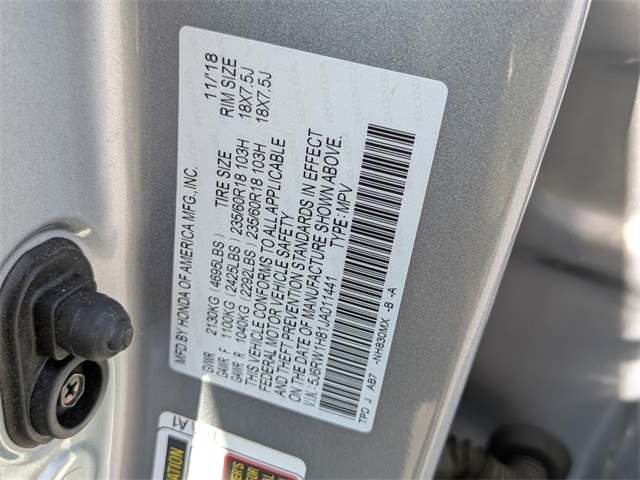 MFD.BY HONDA OF AMERICA MFG.,INC. 11/'18
TIRE SIZE RIM SIZE
GVWR 2130KG (4695LBS)
GAWR F 1100KG (2425LBS) 235/60R18 103H 18X7.5J
GAWR R 1040KG (2292LBS) 235/60R18 103H 18X7.5J
THIS VEHICLE CONFORMS TO ALL APPLICABLE
FEDERAL MOTOR VEHICLE SAFETY
AND THEFT PREVENTION STANDARDS IN EFFECT
ON THE DATE OF MANUFACTURE SHOWN ABOVE.
V.I.N.: 5J6RW1H81JA011441 TYPE:MPV
TPD J AB7 -NH830MX -B -A
A1